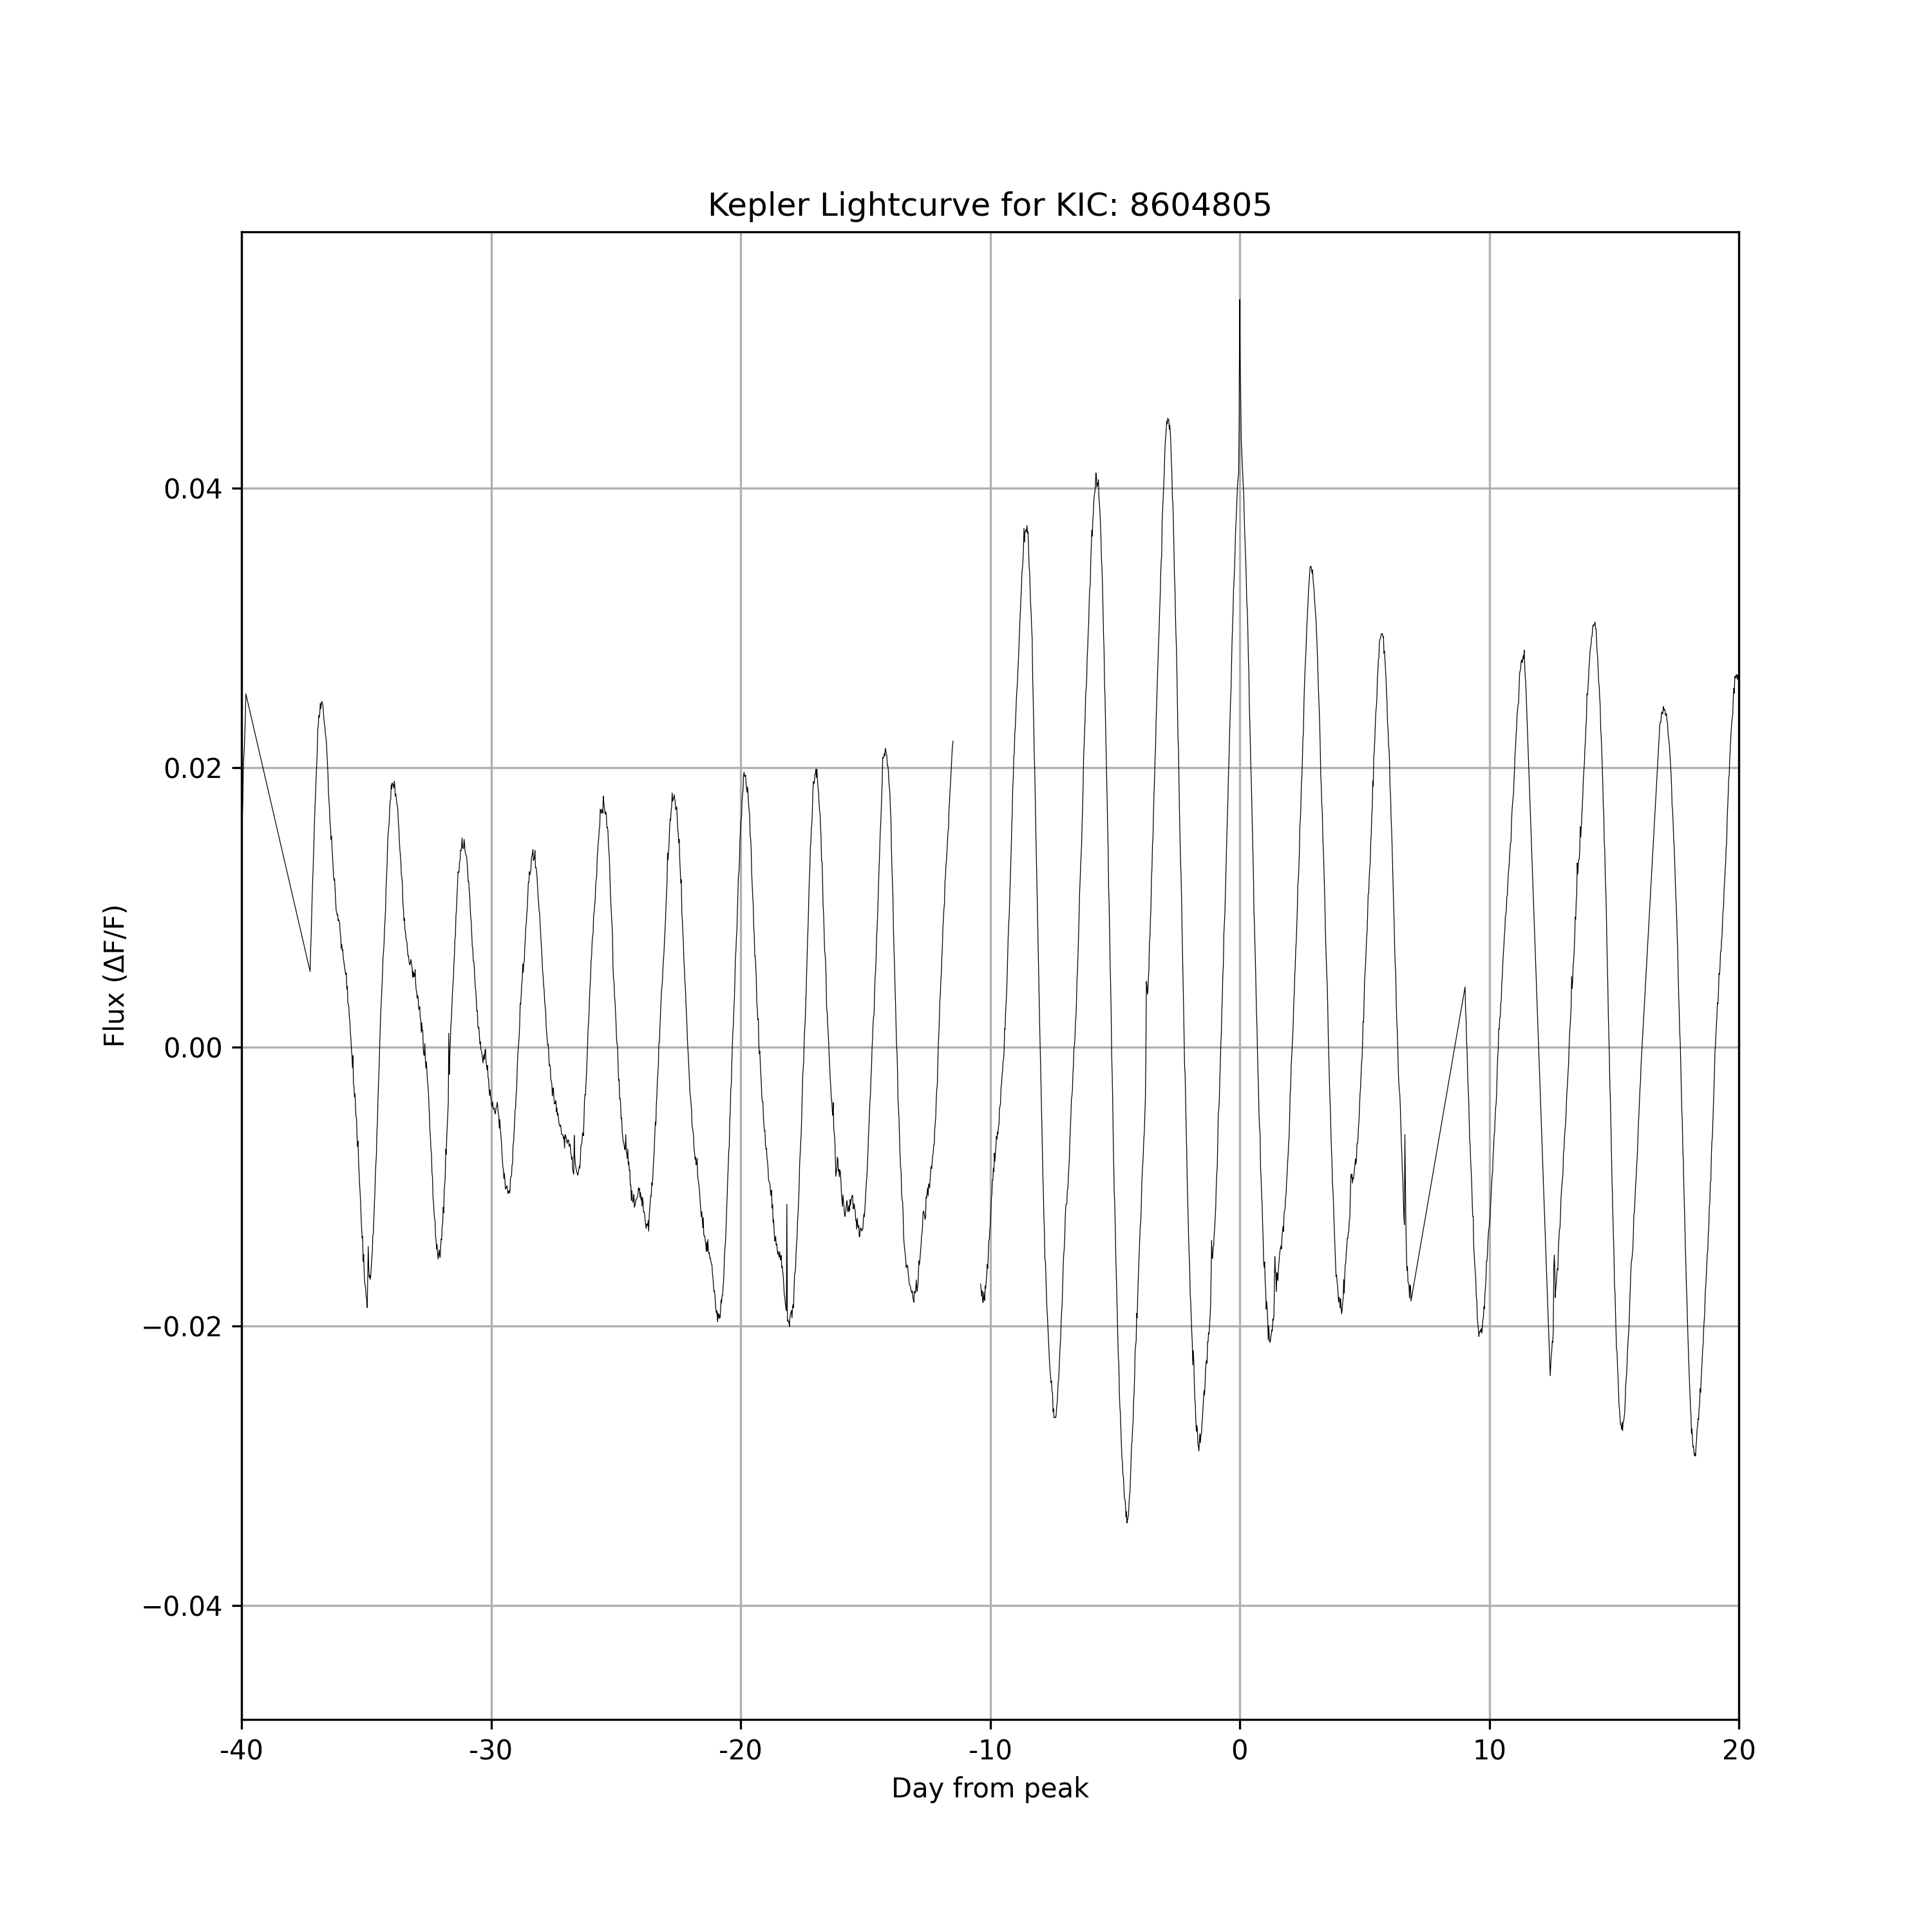 Kepler Lightcurve for KIC: 8604805
Flux (ΔF/F)
0.04
0.02
0.00
−0.02
−0.04
-40 -30 -20 -10 0 10 20
Day from peak